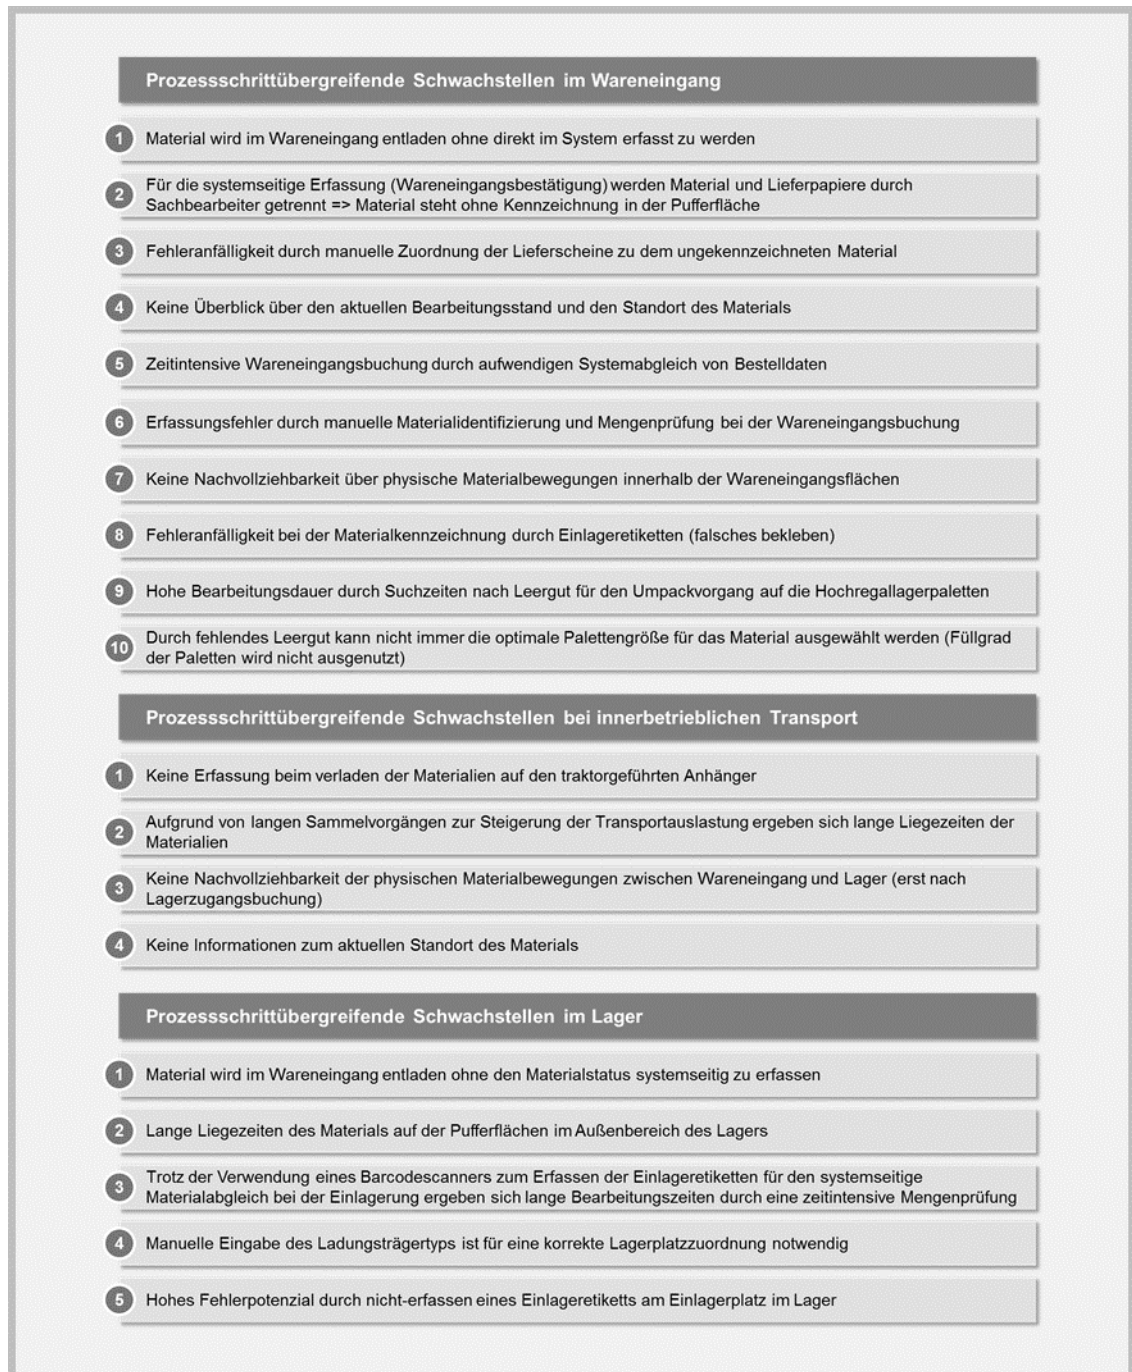 Prozessschrittübergreifende Schwachstellen im Wareneingang
1 Material wird im Wareneingang entladen ohne direkt im System erfasst zu werden
2 Für die systemseitige Erfassung (Wareneingangsbestätigung) werden Material und Lieferpapiere durch
Sachbearbeiter getrennt => Material steht ohne Kennzeichnung in der Pufferfläche
3 Fehleranfälligkeit durch manuelle Zuordnung der Lieferscheine zu dem ungekennzeichneten Material
4 Keine Überblick über den aktuellen Bearbeitungsstand und den Standort des Materials
5 Zeitintensive Wareneingangsbuchung durch aufwendigen Systemabgleich von Bestelldaten
6 Erfassungsfehler durch manuelle Materialidentifizierung und Mengenprüfung bei der Wareneingangsbuchung
7 Keine Nachvollziehbarkeit über physische Materialbewegungen innerhalb der Wareneingangsflächen
8 Fehleranfälligkeit bei der Materialkennzeichnung durch Einlageretiketten (falsches bekleben)
9 Hohe Bearbeitungsdauer durch Suchzeiten nach Leergut für den Umpackvorgang auf die Hochregallagerpaletten
10 Durch fehlendes Leergut kann nicht immer die optimale Palettengröße für das Material ausgewählt werden (Füllgrad
der Paletten wird nicht ausgenutzt)
Prozessschrittübergreifende Schwachstellen bei innerbetrieblichen Transport
1 Keine Erfassung beim verladen der Materialien auf den traktorgeführten Anhänger
2 Aufgrund von langen Sammelvorgängen zur Steigerung der Transportauslastung ergeben sich lange Liegezeiten der
Materialien
3 Keine Nachvollziehbarkeit der physischen Materialbewegungen zwischen Wareneingang und Lager (erst nach
Lagerzugangsbuchung)
4 Keine Informationen zum aktuellen Standort des Materials
Prozessschrittübergreifende Schwachstellen im Lager
1 Material wird im Wareneingang entladen ohne den Materialstatus systemseitig zu erfassen
2 Lange Liegezeiten des Materials auf der Pufferflächen im Außenbereich des Lagers
3 Trotz der Verwendung eines Barcodescanners zum Erfassen der Einlageretiketten für den systemseitige
Materialabgleich bei der Einlagerung ergeben sich lange Bearbeitungszeiten durch eine zeitintensive Mengenprüfung
4 Manuelle Eingabe des Ladungsträgertyps ist für eine korrekte Lagerplatzzuordnung notwendig
5 Hohes Fehlerpotenzial durch nicht-erfassen eines Einlageretiketts am Einlagerplatz im Lager